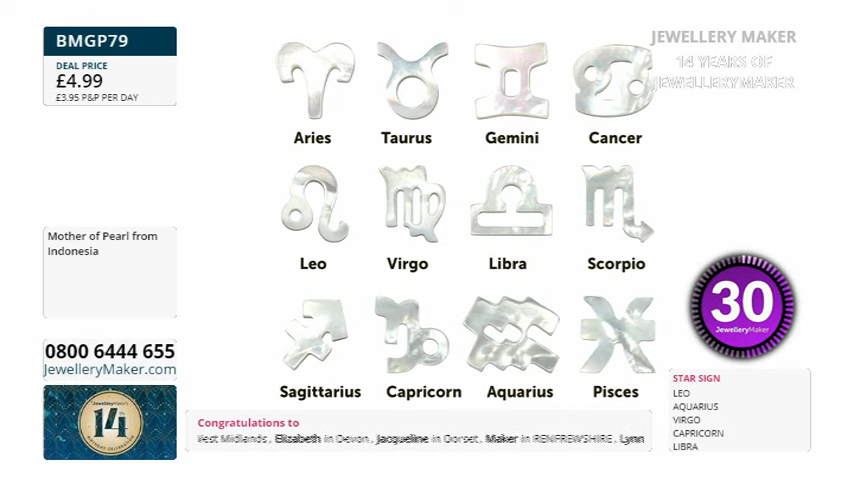 BMGP79
DEAL PRICE
£4.99
£3.95 P&P PER DAY
JEWELLERY MAKER
14 YEARS OF
JEWELLERYMAKER
Aries Taurus Gemini Cancer
Mother of Pearl from
Indonesia
Leo Virgo Libra Scorpio
30
JewelleryMaker
0800 6444 655
JewelleryMaker.com
Sagittarius Capricorn Aquarius Pisces
STAR SIGN
LEO
AQUARIUS
VIRGO
CAPRICORN
LIBRA
JewelleryMaker's
14
Congratulations to
West Midlands, Elizabeth in Devon, Jacqueline in Dorset, Maker in RENFREWSHIRE, Lynn